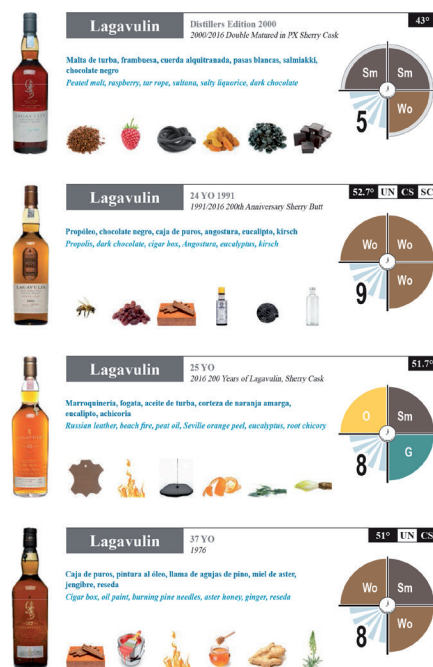 Lagavulin
Distillers Edition 2000
2000/2016 Double Matured in PX Sherry Cask
43°
Malta de turba, frambuesa, cuerda alquitranada, pasas blancas, salmiakki,
chocolate negro
Peated malt, raspberry, tar rope, sultana, salty liquorice, dark chocolate
Sm Sm
Wo
5
Lagavulin
24 YO 1991
1991/2016 200th Anniversary Sherry Butt
52.7° UN CS SC
Propóleo, chocolate negro, caja de puros, angostura, eucalipto, kirsch
Propolis, dark chocolate, cigar box, Angostura, eucalyptus, kirsch
Wo Wo
Wo
9
Lagavulin
25 YO
2016 200 Years of Lagavulin, Sherry Cask
51.7°
Marroquinería, fogata, aceite de turba, corteza de naranja amarga,
eucalipto, achicoria
Russian leather, beach fire, peat oil, Seville orange peel, eucalyptus, root chicory
O Sm
G
8
Lagavulin
37 YO
1976
51° UN CS
Caja de puros, pintura al óleo, llama de agujas de pino, miel de aster,
jengibre, reseda
Cigar box, oil paint, burning pine needles, aster honey, ginger, reseda
Wo Sm
Wo
8